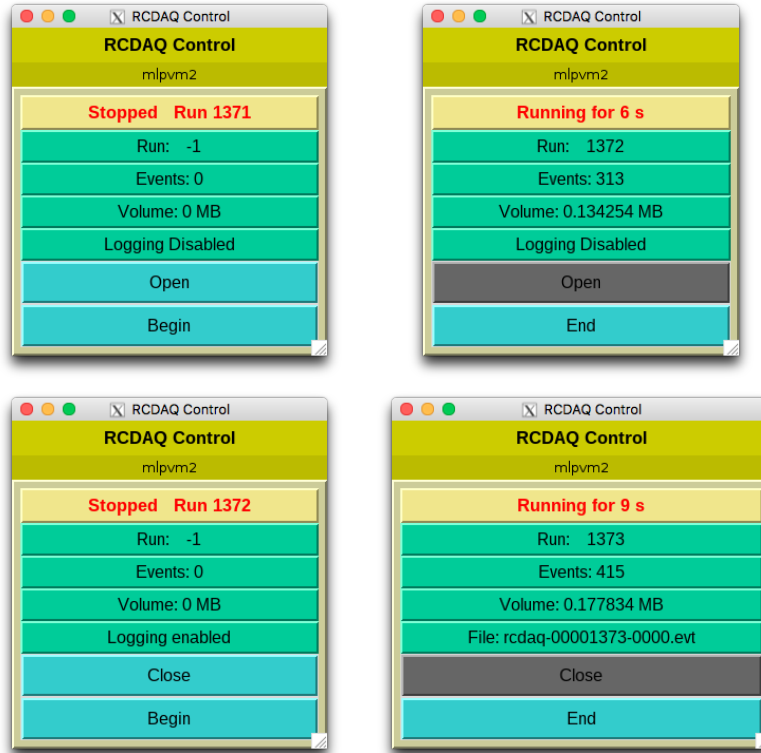 RCDAQ Control
RCDAQ Control
mlpvm2
Stopped Run 1371
Run: -1
Events: 0
Volume: 0 MB
Logging Disabled
Open
Begin
RCDAQ Control
RCDAQ Control
mlpvm2
Running for 6 s
Run: 1372
Events: 313
Volume: 0.134254 MB
Logging Disabled
Open
End
RCDAQ Control
RCDAQ Control
mlpvm2
Stopped Run 1372
Run: -1
Events: 0
Volume: 0 MB
Logging enabled
Close
Begin
RCDAQ Control
RCDAQ Control
mlpvm2
Running for 9 s
Run: 1373
Events: 415
Volume: 0.177834 MB
File: rcdaq-00001373-0000.evt
Close
End